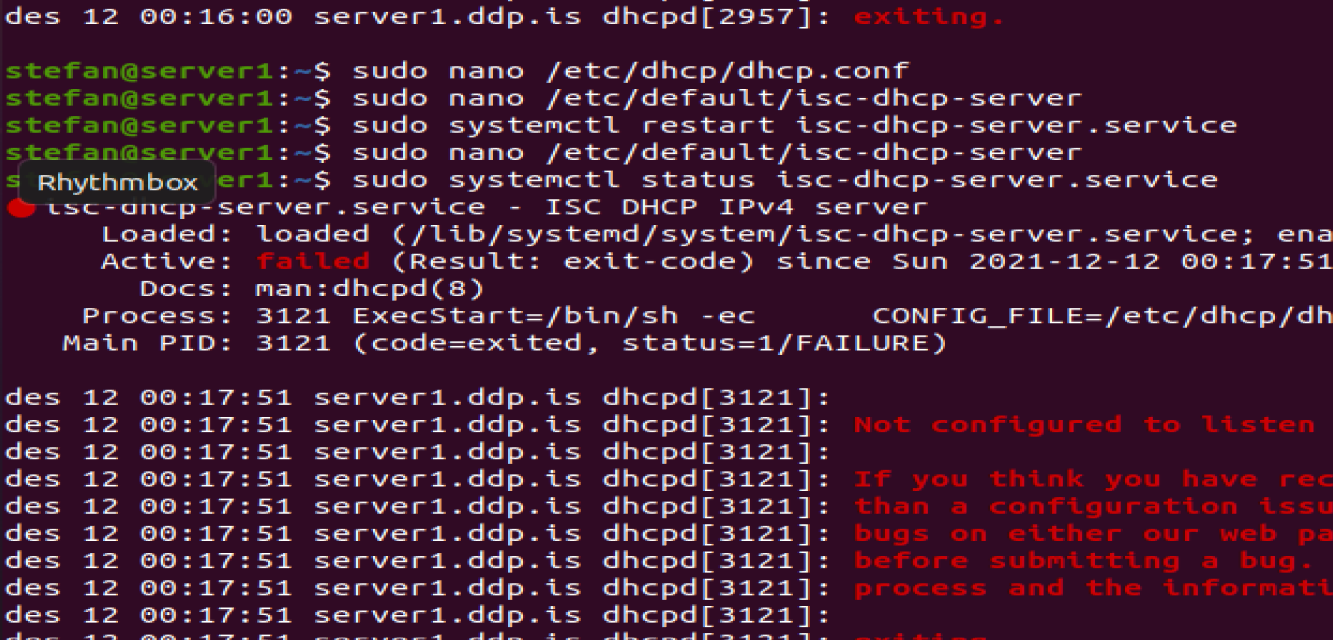 des 12 00:16:00 server1.ddp.is dhcpd[2957]: exiting.
stefan@server1:~$ sudo nano /etc/dhcp/dhcp.conf
stefan@server1:~$ sudo nano /etc/default/isc-dhcp-server
stefan@server1:~$ sudo systemctl restart isc-dhcp-server.service
stefan@server1:~$ sudo nano /etc/default/isc-dhcp-server
s Rhythmbox er1:~$ sudo systemctl status isc-dhcp-server.service
● isc-dhcp-server.service - ISC DHCP IPv4 server
Loaded: loaded (/lib/systemd/system/isc-dhcp-server.service; ena
Active: failed (Result: exit-code) since Sun 2021-12-12 00:17:51
Docs: man:dhcpd(8)
Process: 3121 ExecStart=/bin/sh -ec CONFIG_FILE=/etc/dhcp/dh
Main PID: 3121 (code=exited, status=1/FAILURE)
des 12 00:17:51 server1.ddp.is dhcpd[3121]:
des 12 00:17:51 server1.ddp.is dhcpd[3121]: Not configured to listen
des 12 00:17:51 server1.ddp.is dhcpd[3121]:
des 12 00:17:51 server1.ddp.is dhcpd[3121]: If you think you have rec
des 12 00:17:51 server1.ddp.is dhcpd[3121]: than a configuration issu
des 12 00:17:51 server1.ddp.is dhcpd[3121]: bugs on either our web pa
des 12 00:17:51 server1.ddp.is dhcpd[3121]: before submitting a bug.
des 12 00:17:51 server1.ddp.is dhcpd[3121]: process and the informati
des 12 00:17:51 server1.ddp.is dhcpd[3121]:
des 12 00:17:51 server1.ddp.is dhcpd[3121]: exiting.